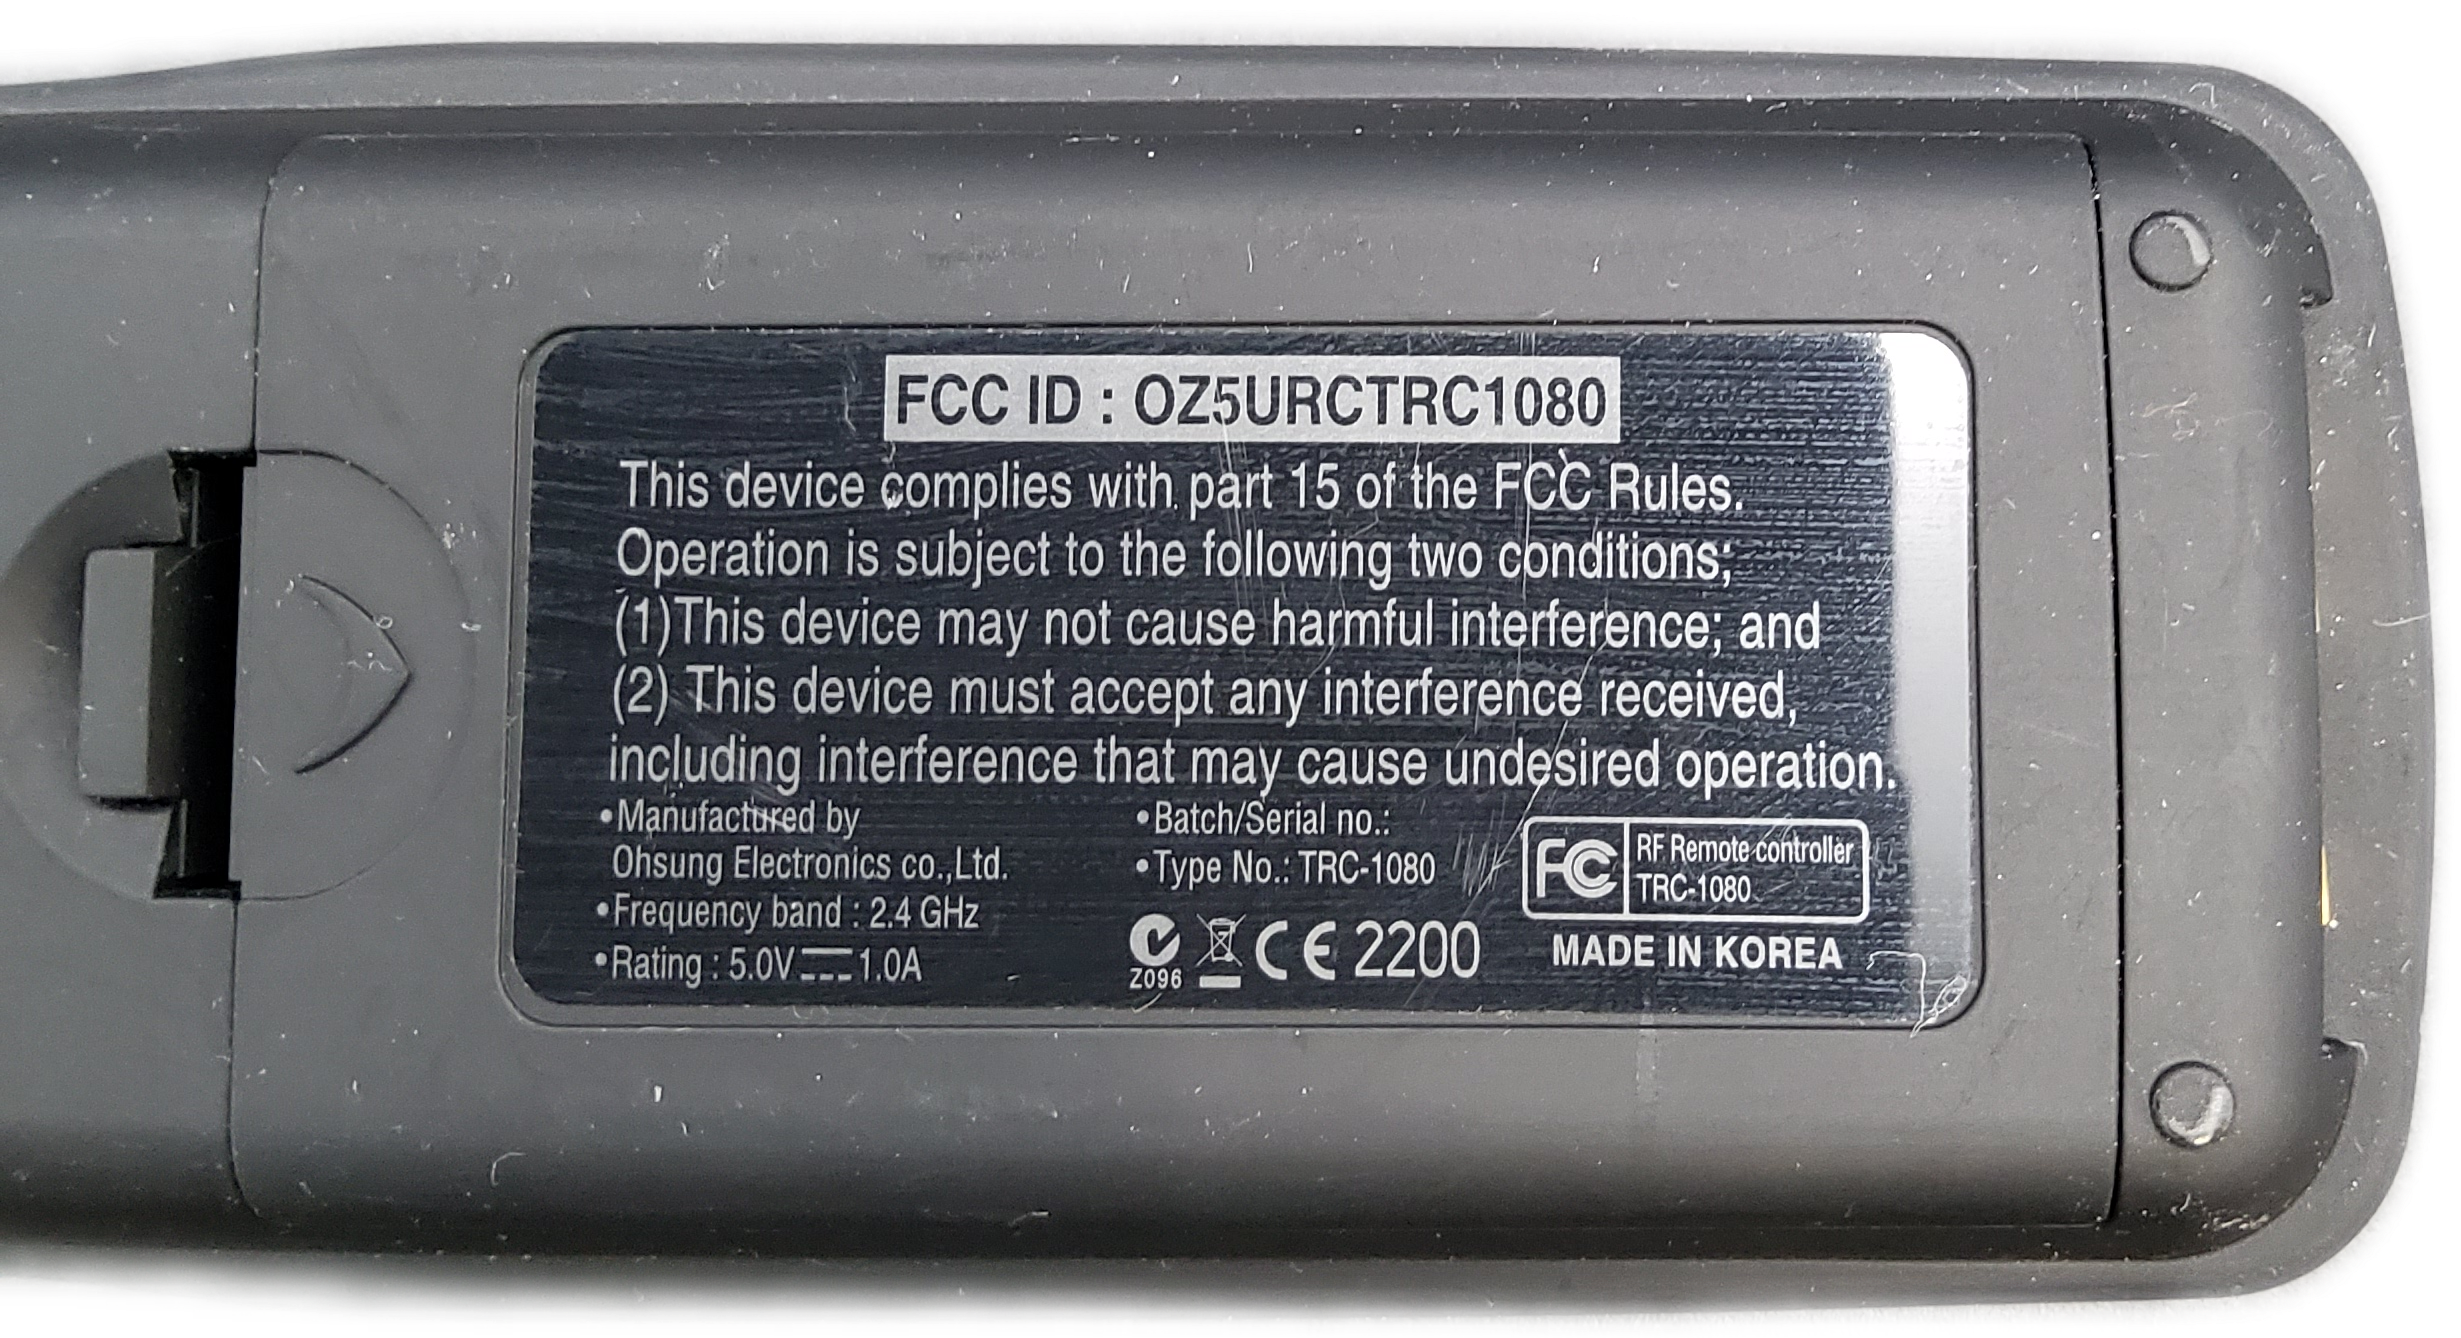 FCC ID : OZ5URCTRC1080
This device complies with part 15 of the FCC Rules.
Operation is subject to the following two conditions;
(1)This device may not cause harmful interference; and
(2) This device must accept any interference received,
including interference that may cause undesired operation.
•Manufactured by
Ohsung Electronics co.,Ltd.
•Frequency band : 2.4 GHz
•Rating : 5.0V⎓1.0A
•Batch/Serial no.:
•Type No.: TRC-1080
Z096
CE 2200
FC
RF Remote controller
TRC-1080
MADE IN KOREA